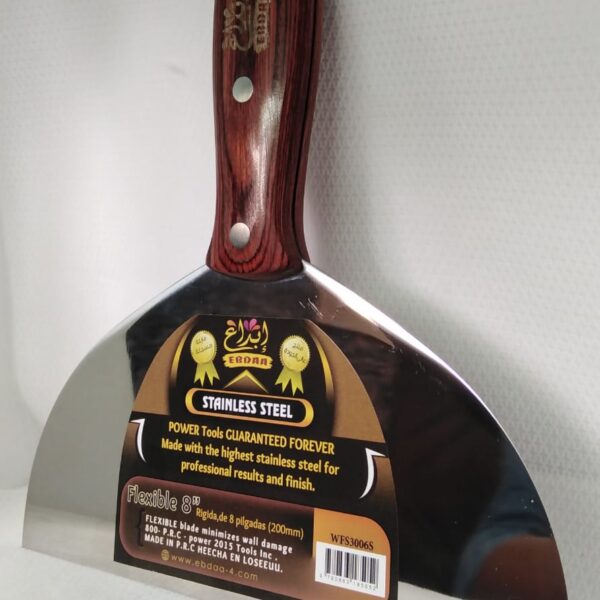 إبداع
EBDAA
إبداع
EBDAA
STAINLESS STEEL
POWER Tools GUARANTEED FOREVER
Made with the highest stainless steel for
professional results and finish.
Flexible 8”
Rigida,de 8 pilgadas (200mm)
FLEXIBLE blade minimizes wall damage
800- P.R.C - power 2015 Tools Inc -
MADE IN P.R.C HEECHA EN LOSEEUU.
www.ebdaa-4.com
WFS3006S